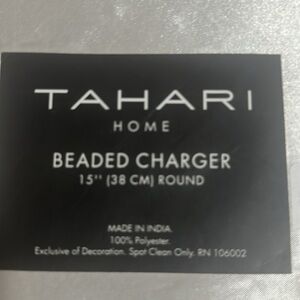 TAHARI
HOME
BEADED CHARGER
15" (38 CM) ROUND
MADE IN INDIA
100% Polyester.
Exclusive of Decoration. Spot Clean Only. RN 106002